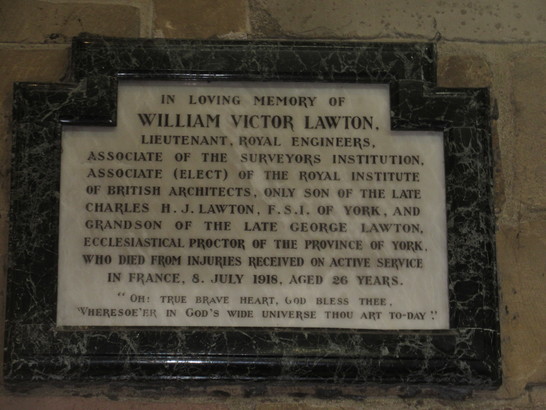 IN LOVING MEMORY OF
WILLIAM VICTOR LAWTON,
LIEUTENANT, ROYAL ENGINEERS,
ASSOCIATE OF THE SURVEYORS INSTITUTION,
ASSOCIATE (ELECT) OF THE ROYAL INSTITUTE
OF BRITISH ARCHITECTS, ONLY SON OF THE LATE
CHARLES H. J. LAWTON, F.S.I. OF YORK, AND
GRANDSON OF THE LATE GEORGE LAWTON,
ECCLESIASTICAL PROCTOR OF THE PROVINCE OF YORK,
WHO DIED FROM INJURIES RECEIVED ON ACTIVE SERVICE
IN FRANCE, 8. JULY 1918, AGED 26 YEARS.
"OH! TRUE BRAVE HEART, GOD BLESS THEE,
WHERESOE'ER IN GOD'S WIDE UNIVERSE THOU ART TO-DAY".